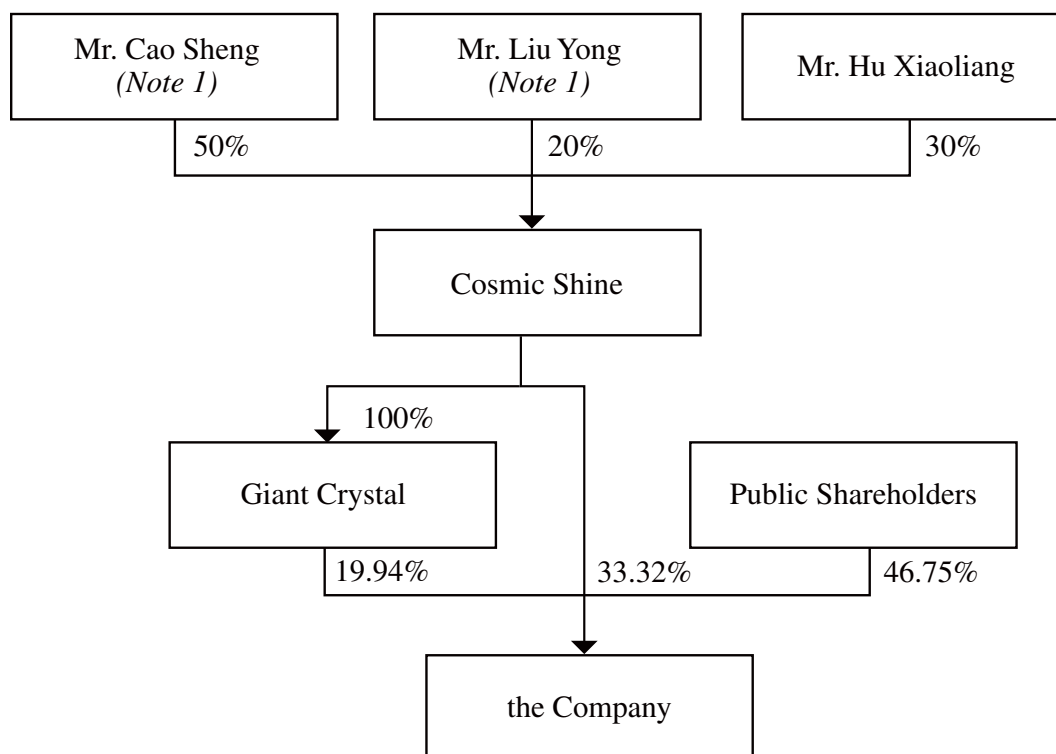 Mr. Cao Sheng
(Note 1)
Mr. Liu Yong
(Note 1)
Mr. Hu Xiaoliang
50%
20%
30%
Cosmic Shine
100%
Giant Crystal
Public Shareholders
19.94%
33.32%
46.75%
the Company